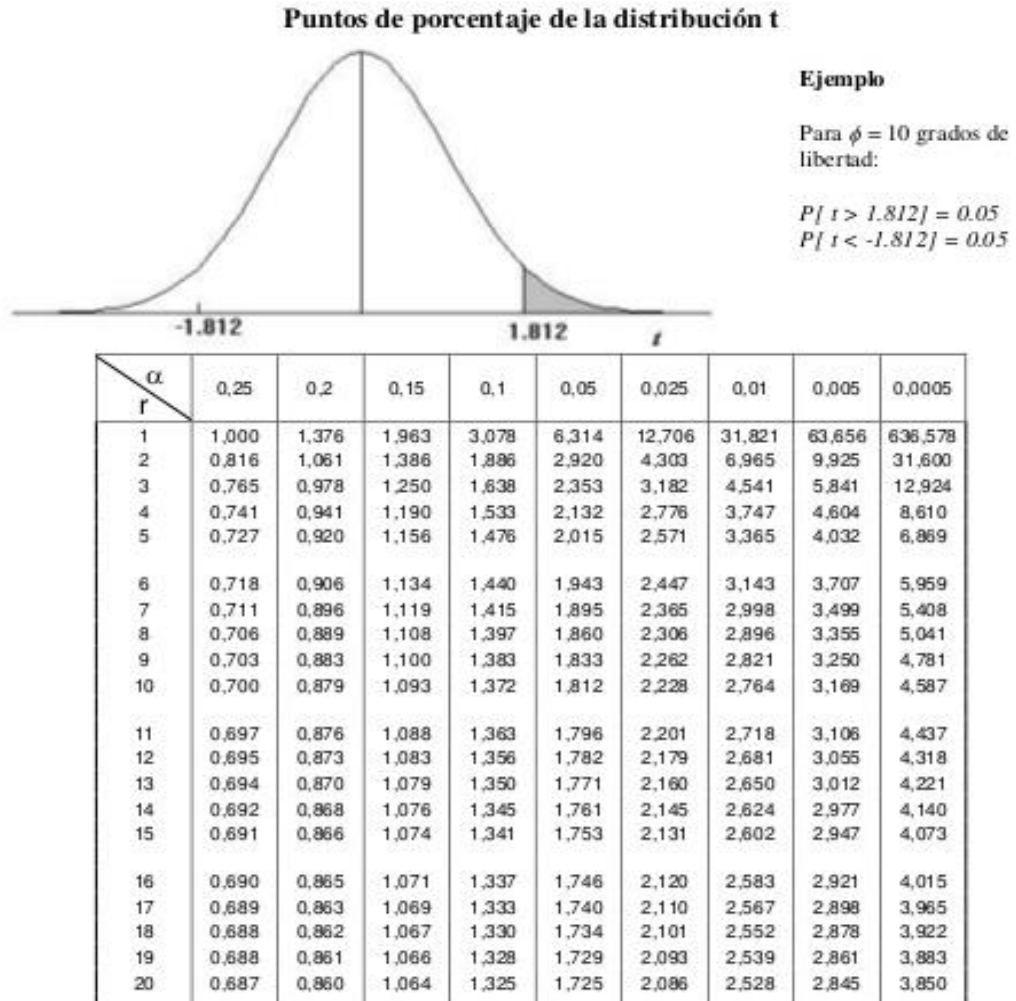 Puntos de porcentaje de la distribución t
Ejemplo
Para ϕ = 10 grados de
libertad:
P[ t > 1.812] = 0.05
P[ t < -1.812] = 0.05
-1.812 1.812 t
α
r 0,25 0,2 0,15 0,1 0,05 0,025 0,01 0,005 0,0005
1 1,000 1,376 1,963 3,078 6,314 12,706 31,821 63,656 636,578
2 0,816 1,061 1,386 1,886 2,920 4,303 6,965 9,925 31,600
3 0,765 0,978 1,250 1,638 2,353 3,182 4,541 5,841 12,924
4 0,741 0,941 1,190 1,533 2,132 2,776 3,747 4,604 8,610
5 0,727 0,920 1,156 1,476 2,015 2,571 3,365 4,032 6,869
6 0,718 0,906 1,134 1,440 1,943 2,447 3,143 3,707 5,959
7 0,711 0,896 1,119 1,415 1,895 2,365 2,998 3,499 5,408
8 0,706 0,889 1,108 1,397 1,860 2,306 2,896 3,355 5,041
9 0,703 0,883 1,100 1,383 1,833 2,262 2,821 3,250 4,781
10 0,700 0,879 1,093 1,372 1,812 2,228 2,764 3,169 4,587
11 0,697 0,876 1,088 1,363 1,796 2,201 2,718 3,106 4,437
12 0,695 0,873 1,083 1,356 1,782 2,179 2,681 3,055 4,318
13 0,694 0,870 1,079 1,350 1,771 2,160 2,650 3,012 4,221
14 0,692 0,868 1,076 1,345 1,761 2,145 2,624 2,977 4,140
15 0,691 0,866 1,074 1,341 1,753 2,131 2,602 2,947 4,073
16 0,690 0,865 1,071 1,337 1,746 2,120 2,583 2,921 4,015
17 0,689 0,863 1,069 1,333 1,740 2,110 2,567 2,898 3,965
18 0,688 0,862 1,067 1,330 1,734 2,101 2,552 2,878 3,922
19 0,688 0,861 1,066 1,328 1,729 2,093 2,539 2,861 3,883
20 0,687 0,860 1,064 1,325 1,725 2,086 2,528 2,845 3,850